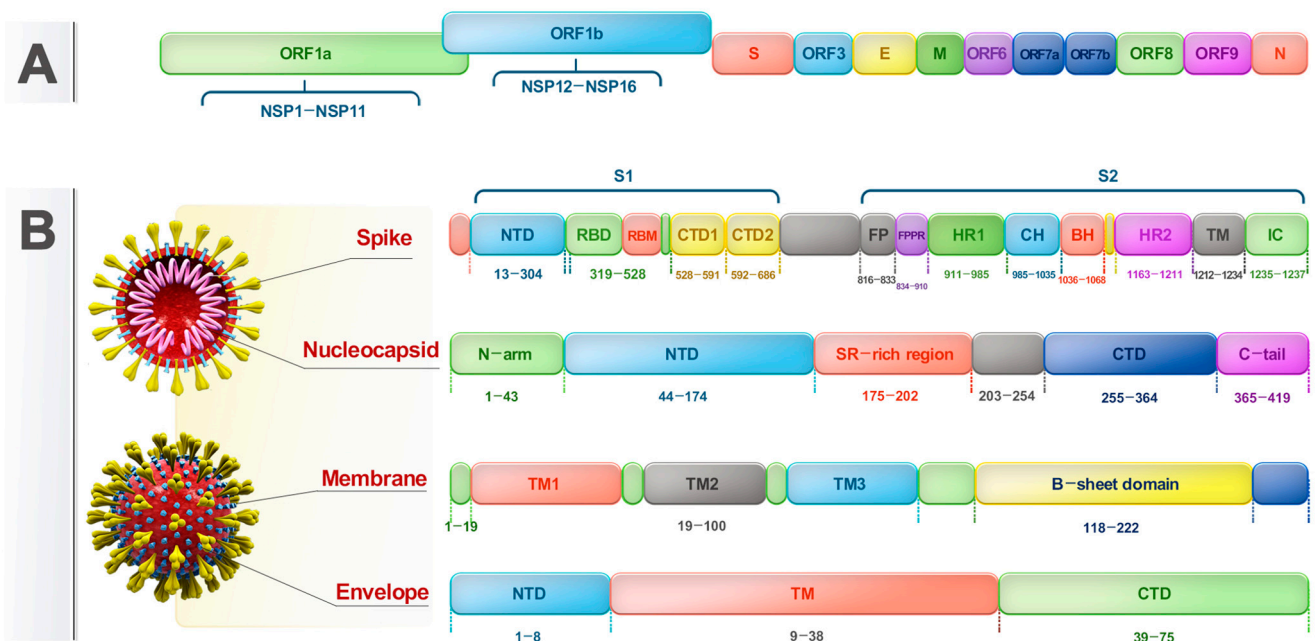 A
ORF1a
ORF1b
S
ORF3
E
M
ORF6
ORF7a
ORF7b
ORF8
ORF9
N
NSP1–NSP11
NSP12–NSP16
B
S1
S2
Spike
NTD
RBD
RBM
CTD1
CTD2
FP
FPPR
HR1
CH
BH
HR2
TM
IC
13–304
319–528
528–591
592–686
816–833
834–910
911–985
985–1035
1036–1068
1163–1211
1212–1234
1235–1237
Nucleocapsid
N–arm
NTD
SR–rich region
CTD
C–tail
1–43
44–174
175–202
203–254
255–364
365–419
Membrane
TM1
TM2
TM3
B–sheet domain
1–19
19–100
118–222
Envelope
NTD
TM
CTD
1–8
9–38
39–75